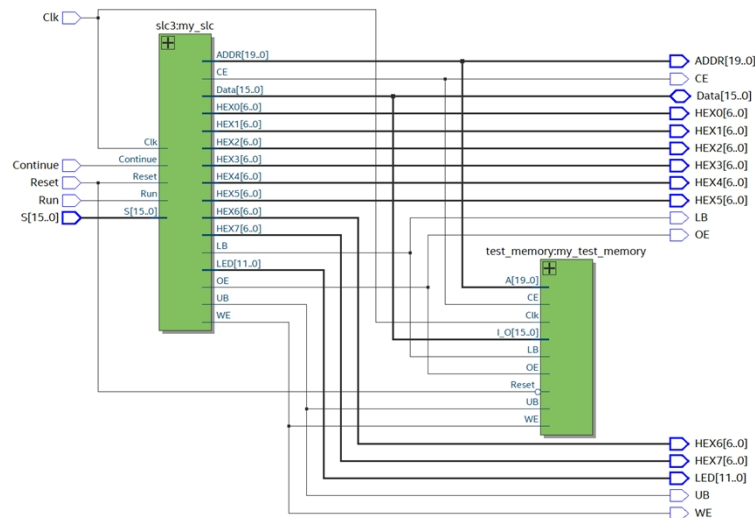 Clk
slc3:my_slc
ADDR[19..0]
CE
Data[15..0]
HEX0[6..0]
HEX1[6..0]
Clk
HEX2[6..0]
Continue
HEX3[6..0]
Reset
HEX4[6..0]
Run
HEX5[6..0]
S[15..0]
HEX6[6..0]
HEX7[6..0]
LB
LED[11..0]
OE
UB
WE
Continue
Reset
Run
S[15..0]
ADDR[19..0]
CE
Data[15..0]
HEX0[6..0]
HEX1[6..0]
HEX2[6..0]
HEX3[6..0]
HEX4[6..0]
HEX5[6..0]
LB
OE
test_memory:my_test_memory
A[19..0]
CE
Clk
I_O[15..0]
LB
OE
Reset
UB
WE
HEX6[6..0]
HEX7[6..0]
LED[11..0]
UB
WE